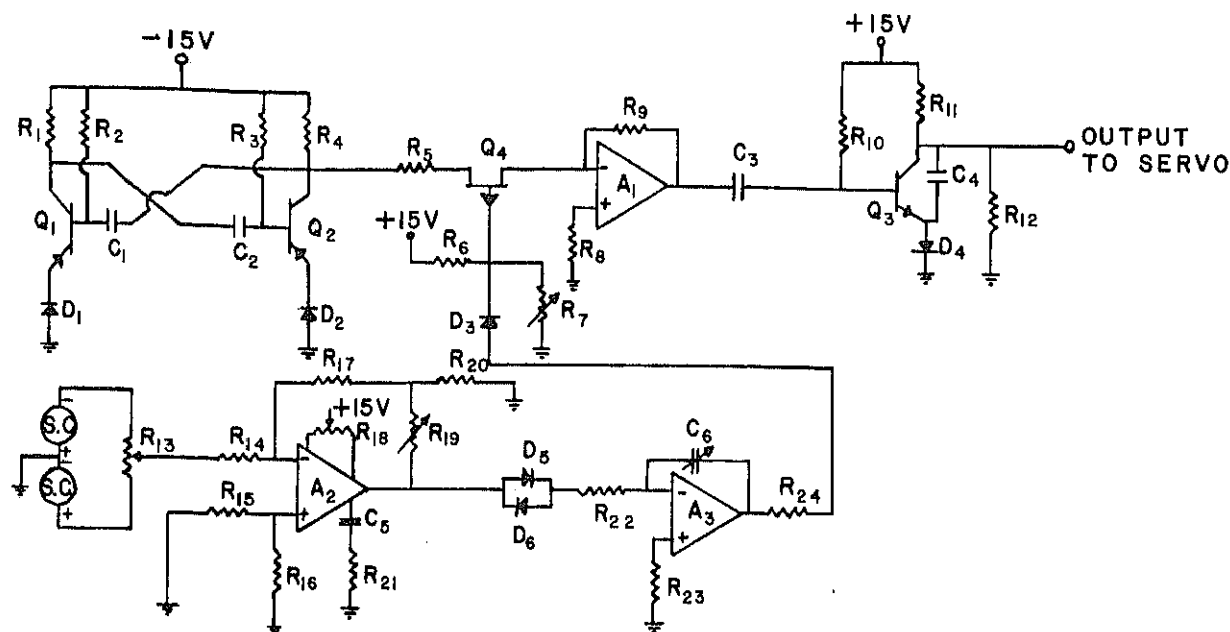 -15V
+15V
R1
R2
R3
R4
R5
Q4
R9
A1
C3
R10
R11
OUTPUT
TO SERVO
Q1
C1
C2
Q2
+15V
R6
R8
Q3
C4
R12
D4
D1
D2
D3
R7
R17
R20
S.C.
R13
R14
+15V
R18
R19
C6
S.C.
R15
A2
D5
D6
R22
A3
R24
C5
R16
R21
R23